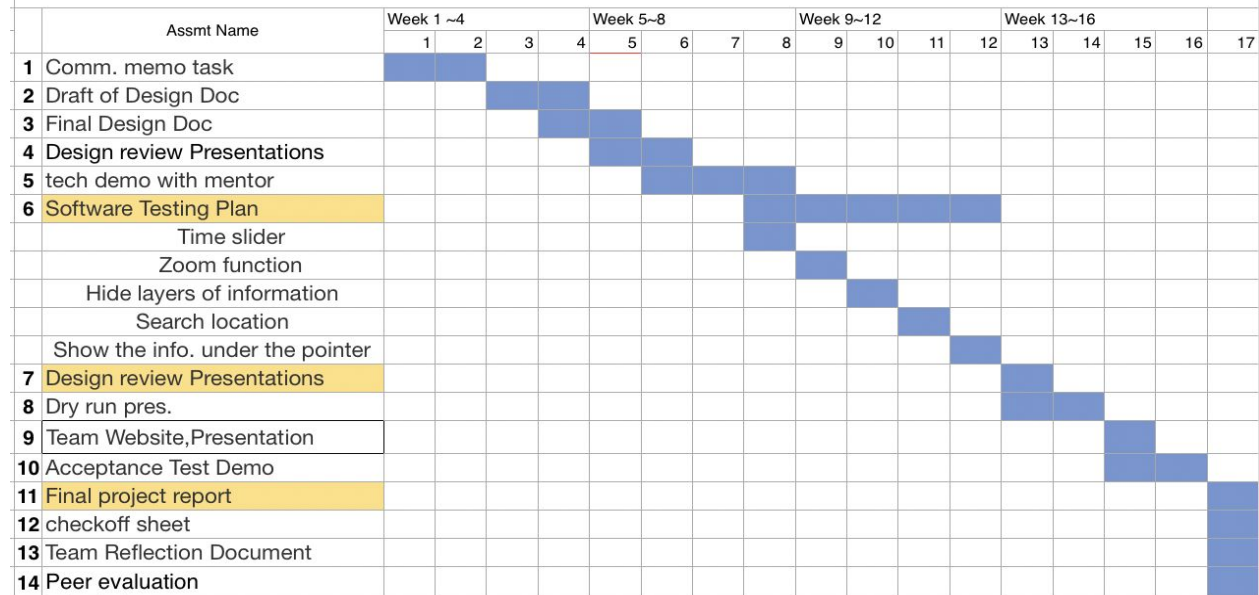 Assmt Name
Week 1 ~4 Week 5~8 Week 9~12 Week 13~16
1 2 3 4 5 6 7 8 9 10 11 12 13 14 15 16 17
1 Comm. memo task
2 Draft of Design Doc
3 Final Design Doc
4 Design review Presentations
5 tech demo with mentor
6 Software Testing Plan
Time slider
Zoom function
Hide layers of information
Search location
Show the info. under the pointer
7 Design review Presentations
8 Dry run pres.
9 Team Website,Presentation
10 Acceptance Test Demo
11 Final project report
12 checkoff sheet
13 Team Reflection Document
14 Peer evaluation